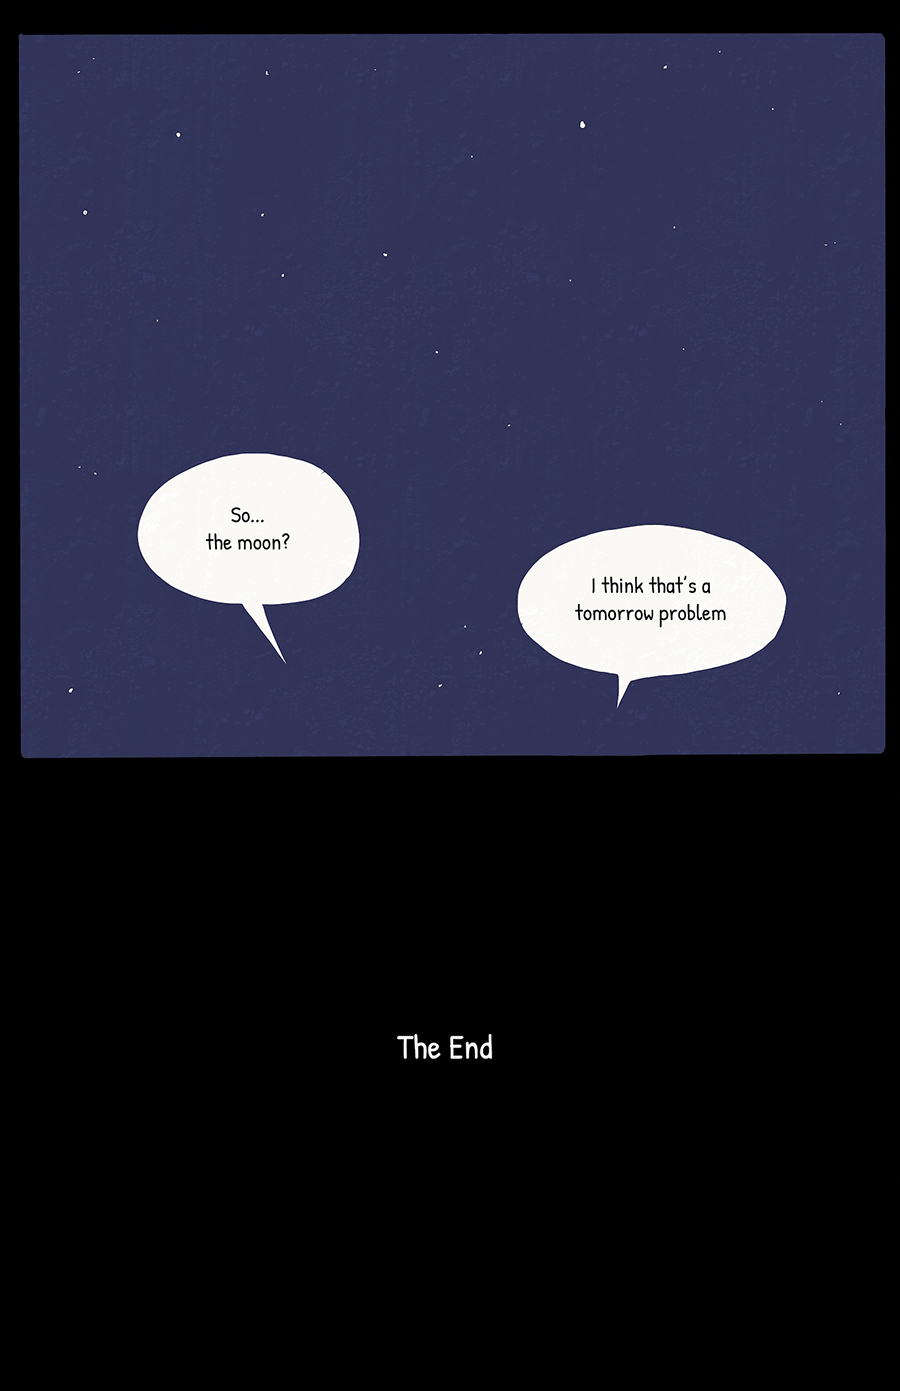 So...
the moon?
I think that's a
tomorrow problem
The End